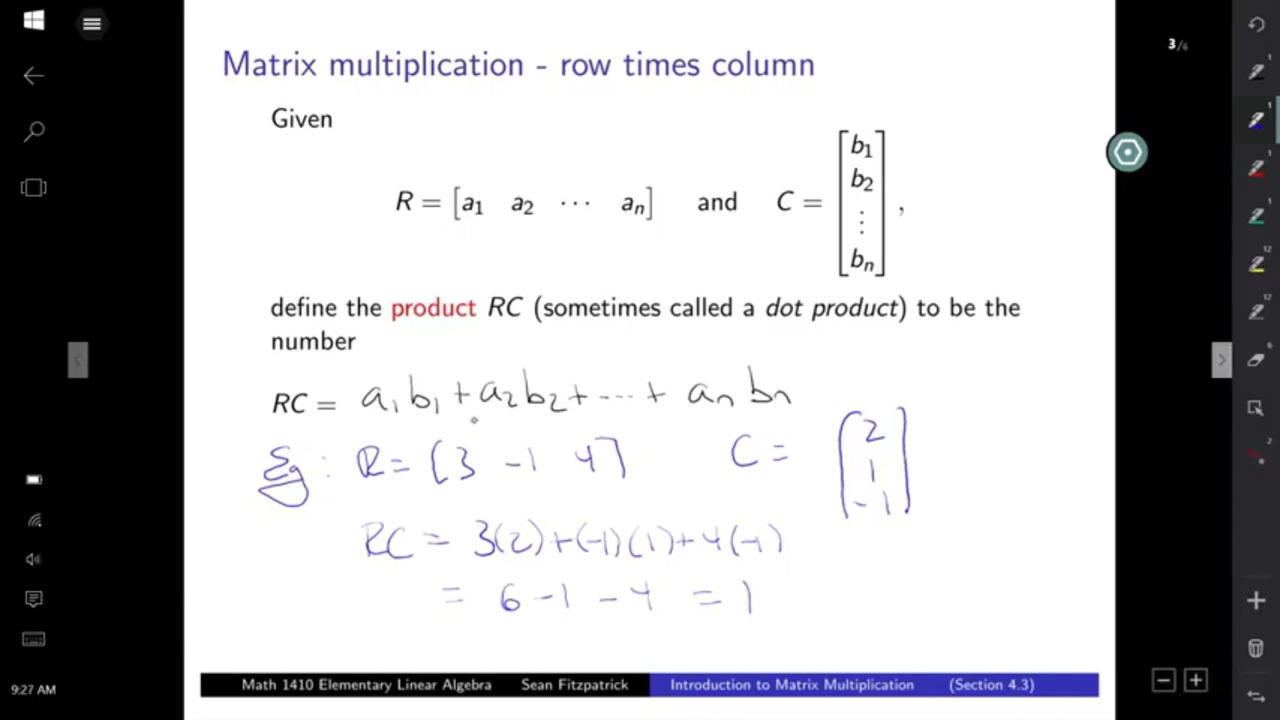 Matrix multiplication - row times column
3/6
Given
R = [a₁ a₂ ⋯ aₙ] and C = [b₁ b₂ ⋮ bₙ],
define the product RC (sometimes called a dot product) to be the
number
RC = a₁b₁ + a₂b₂ + ⋯ + aₙbₙ
Eg: R = [3 -1 4] C = [2 1 -1]
RC = 3(2)+(-1)(1)+4(-1)
= 6 - 1 - 4 = 1
9:27 AM
Math 1410 Elementary Linear Algebra Sean Fitzpatrick Introduction to Matrix Multiplication (Section 4.3)